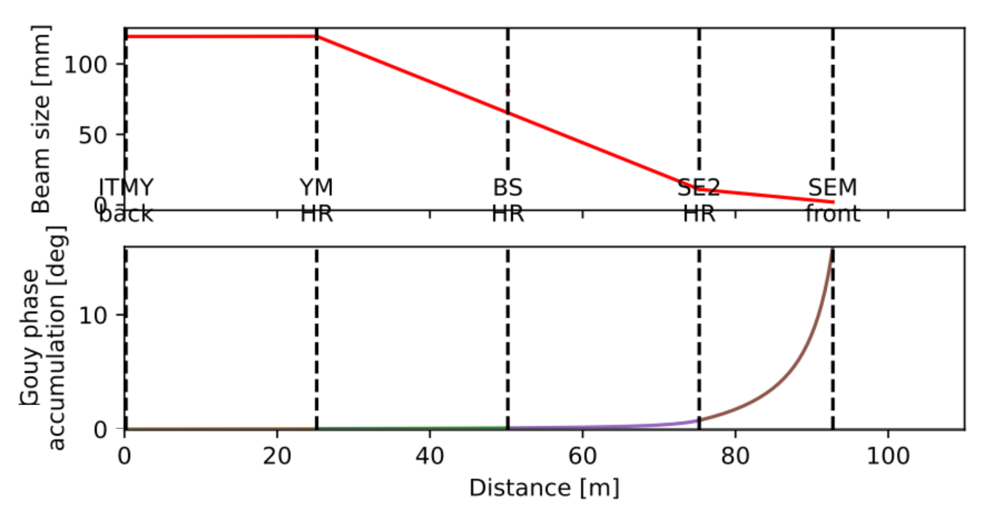 Beam size [mm]
100
50
0
ITMY
back
YM
HR
BS
HR
SE2
HR
SEM
front
Gouy phase
accumulation [deg]
10
0
0
20
40
60
80
100
Distance [m]